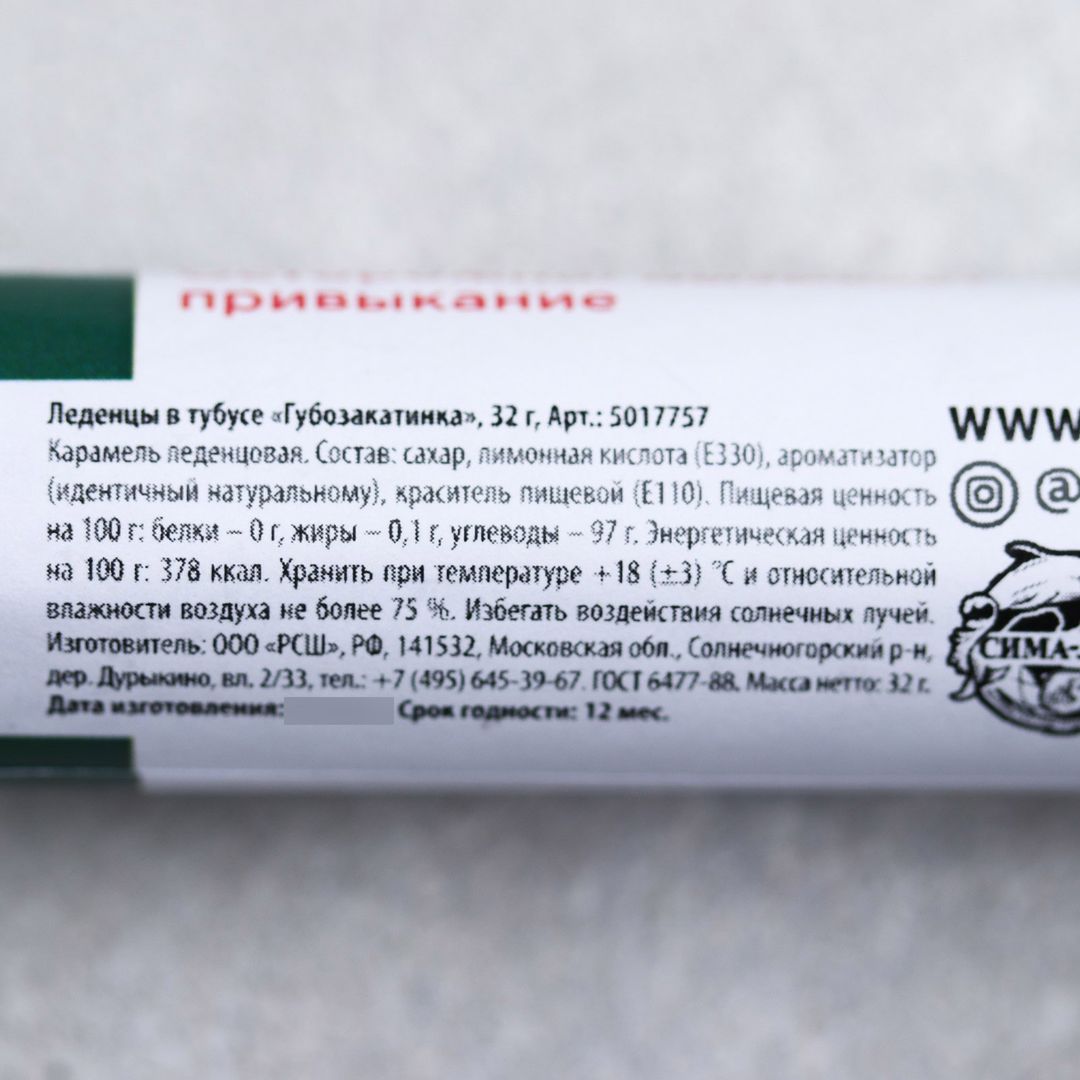 привыкание
Леденцы в тубусе «Губозакатинка», 32 г, Арт.: 5017757
Карамель леденцовая. Состав: сахар, лимонная кислота (Е330), ароматизатор
(идентичный натуральному), краситель пищевой (Е110). Пищевая ценность
на 100 г: белки – 0 г, жиры – 0,1 г, углеводы – 97 г. Энергетическая ценность
на 100 г: 378 ккал. Хранить при температуре +18 (±3) °С и относительной
влажности воздуха не более 75 %. Избегать воздействия солнечных лучей.
Изготовитель: ООО «РСШ», РФ, 141532, Московская обл., Солнечногорский р-н,
дер. Дурыкино, вл. 2/33, тел.: +7 (495) 645-39-67. ГОСТ 6477-88. Масса нетто: 32 г.
Дата изготовления: Срок годности: 12 мес.
WWW
@
СИМА-